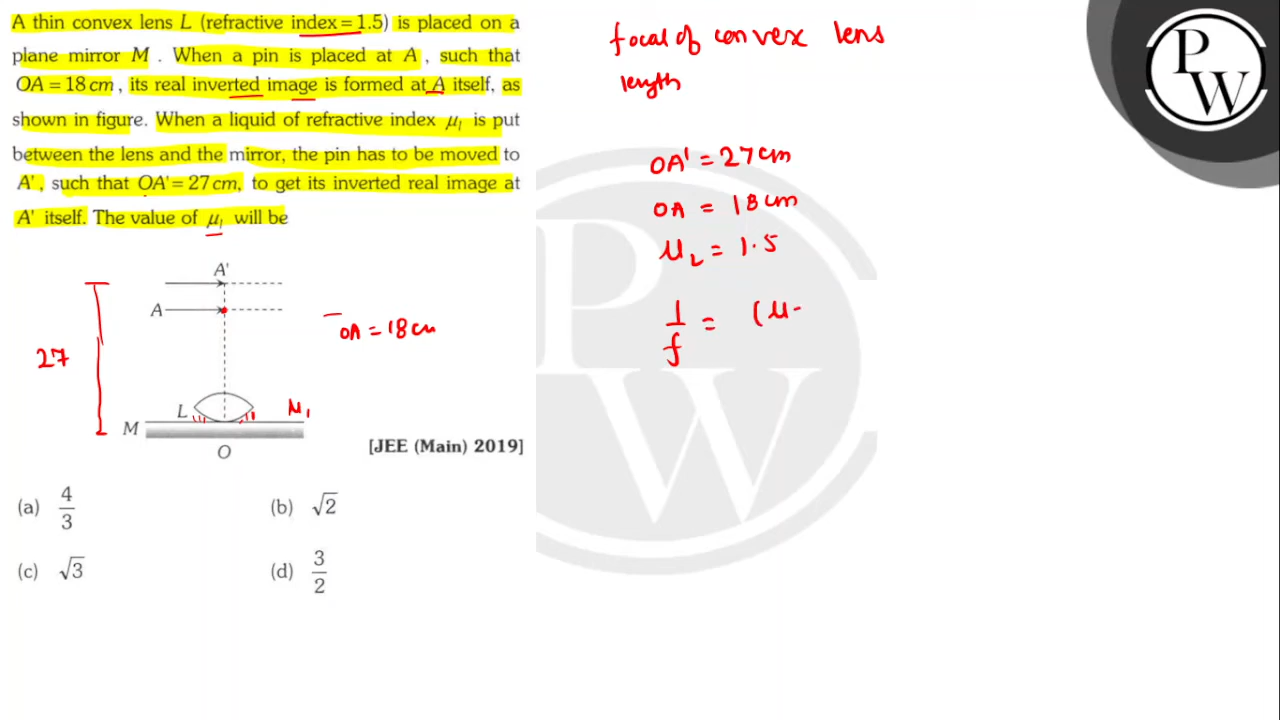 A thin convex lens L (refractive index = 1.5) is placed on a
plane mirror M . When a pin is placed at A , such that
OA = 18 cm , its real inverted image is formed at A itself, as
shown in figure. When a liquid of refractive index μₗ is put
between the lens and the mirror, the pin has to be moved to
A' , such that OA' = 27 cm, to get its inverted real image at
A' itself. The value of μₗ will be
A'
A
27
OA = 18 cm
L
μ₁
M
O
[JEE (Main) 2019]
(a) 4/3
(b) √2
(c) √3
(d) 3/2
focal of convex lens
length
OA' = 27 cm
OA = 18 cm
μL = 1.5
1/f = (μ-
PW
PW